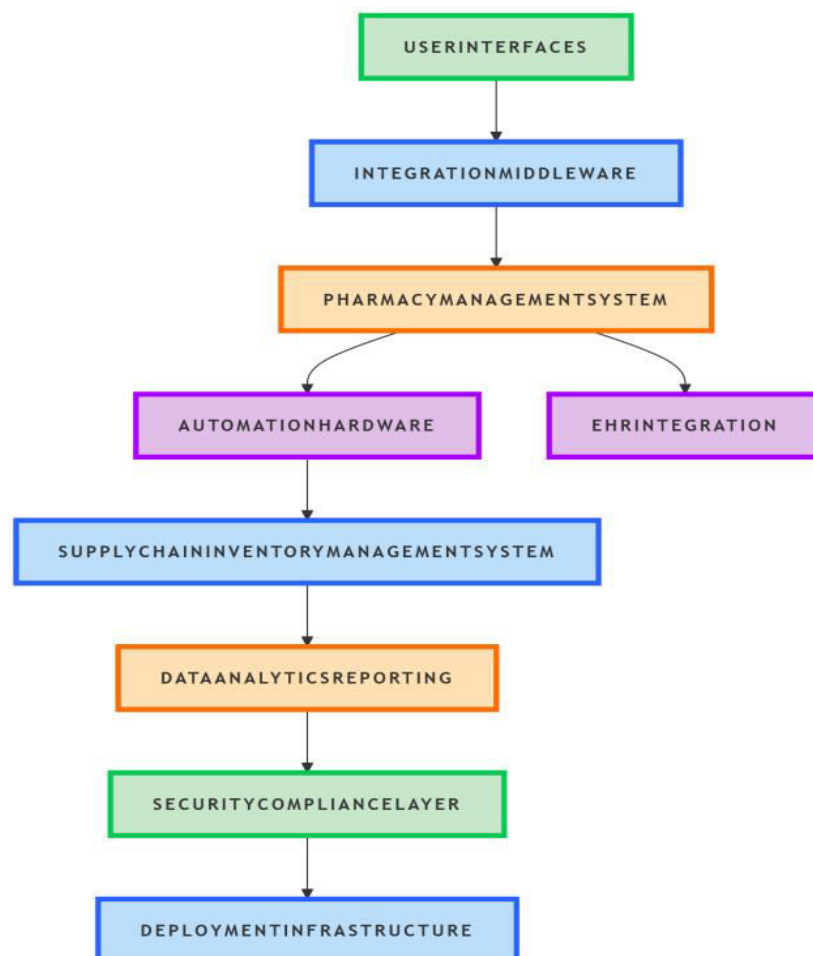 USERINTERFACES
INTEGRATIONMIDDLEWARE
PHARMACYMANAGEMENTSYSTEM
AUTOMATIONHARDWARE
EHRINTEGRATION
SUPPLYCHAININVENTORYMANAGEMENTSYSTEM
DATAANALYTICSREPORTING
SECURITYCOMPLIANCELAYER
DEPLOYMENTINFRASTRUCTURE